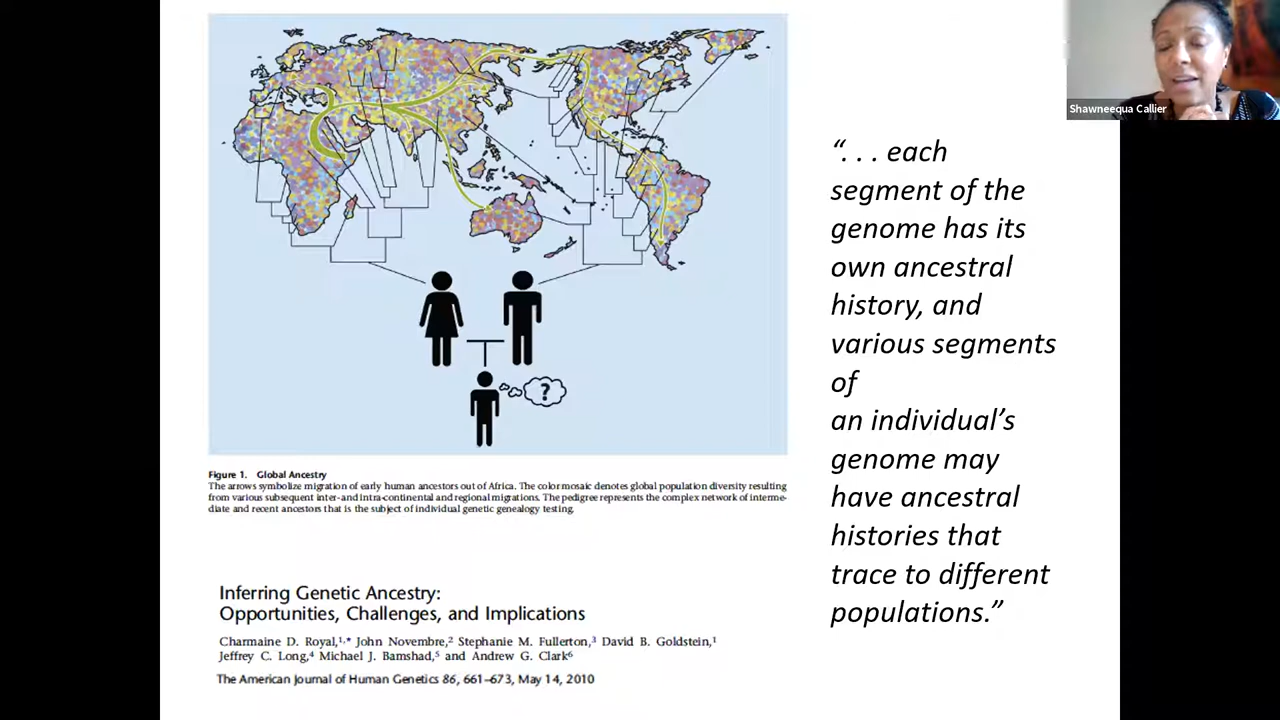 Shawneequa Callier
“. . . each
segment of the
genome has its
own ancestral
history, and
various segments
of
an individual’s
genome may
have ancestral
histories that
trace to different
populations.”
?
Figure 1. Global Ancestry
The arrows symbolize migration of early human ancestors out of Africa. The color mosaic denotes global population diversity resulting
from various subsequent inter-and intra-continental and regional migrations. The pedigree represents the complex network of interme-
diate and recent ancestors that is the subject of individual genetic genealogy testing.
Inferring Genetic Ancestry:
Opportunities, Challenges, and Implications
Charmaine D. Royal,1,* John Novembre,2 Stephanie M. Fullerton,3 David B. Goldstein,1
Jeffrey C. Long,4 Michael J. Bamshad,5 and Andrew G. Clark6
The American Journal of Human Genetics 86, 661–673, May 14, 2010